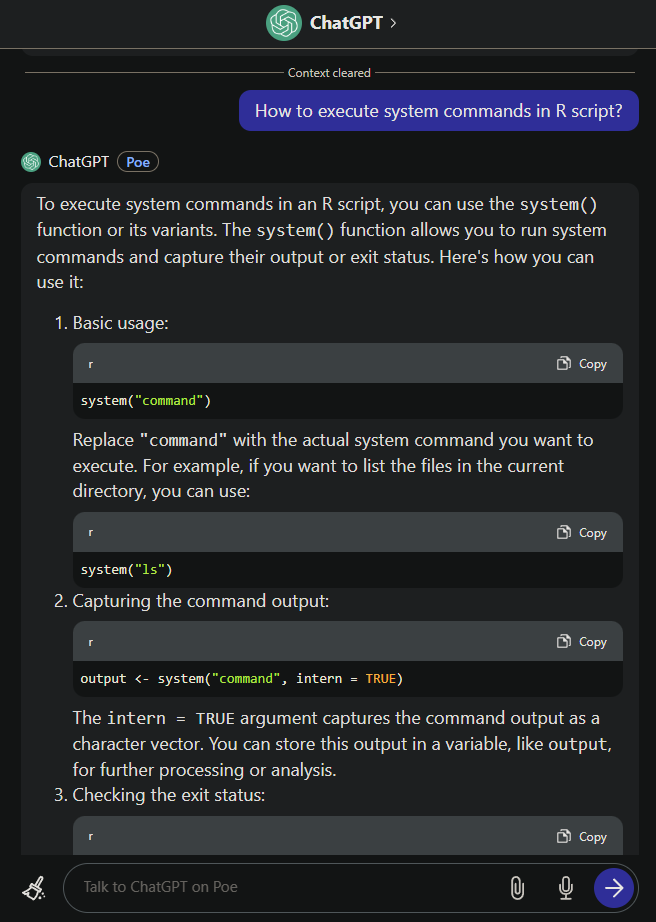 ChatGPT >
Context cleared
How to execute system commands in R script?
ChatGPT Poe
To execute system commands in an R script, you can use the system()
function or its variants. The system() function allows you to run system
commands and capture their output or exit status. Here's how you can
use it:
1. Basic usage:
r Copy
system("command")
Replace "command" with the actual system command you want to
execute. For example, if you want to list the files in the current
directory, you can use:
r Copy
system("ls")
2. Capturing the command output:
r Copy
output <- system("command", intern = TRUE)
The intern = TRUE argument captures the command output as a
character vector. You can store this output in a variable, like output,
for further processing or analysis.
3. Checking the exit status:
r Copy
Talk to ChatGPT on Poe